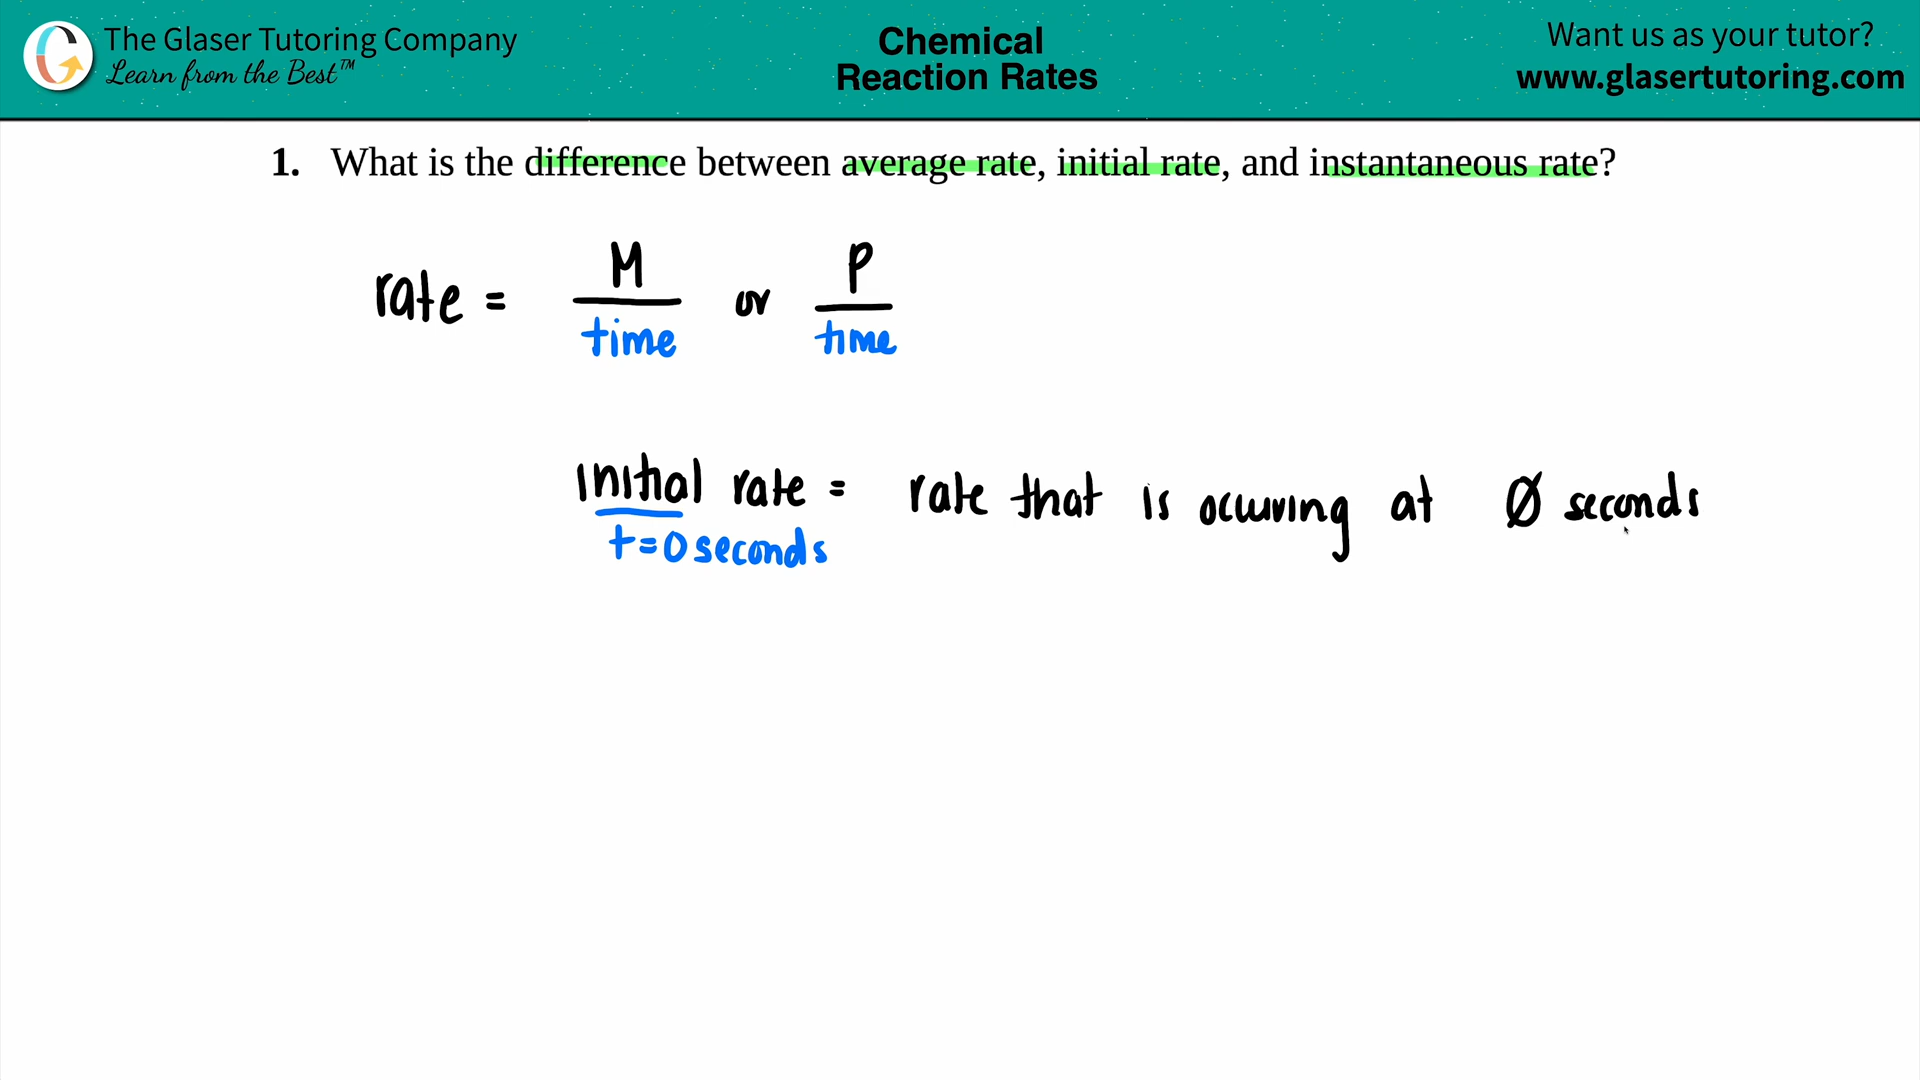 The Glaser Tutoring Company
Learn from the Best™
Chemical
Reaction Rates
Want us as your tutor?
www.glasertutoring.com
1. What is the difference between average rate, initial rate, and instantaneous rate?
rate = M/time or P/time
initial rate = rate that is ocurring at Ø seconds
t=0 seconds